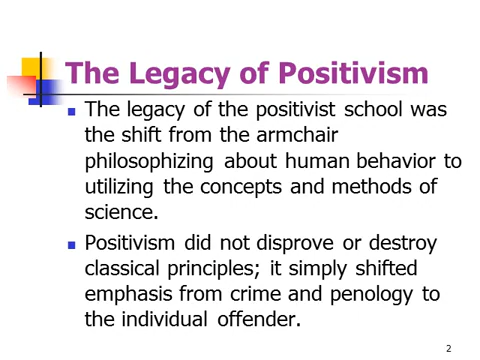 The Legacy of Positivism
The legacy of the positivist school was
the shift from the armchair
philosophizing about human behavior to
utilizing the concepts and methods of
science.
Positivism did not disprove or destroy
classical principles; it simply shifted
emphasis from crime and penology to
the individual offender.
2